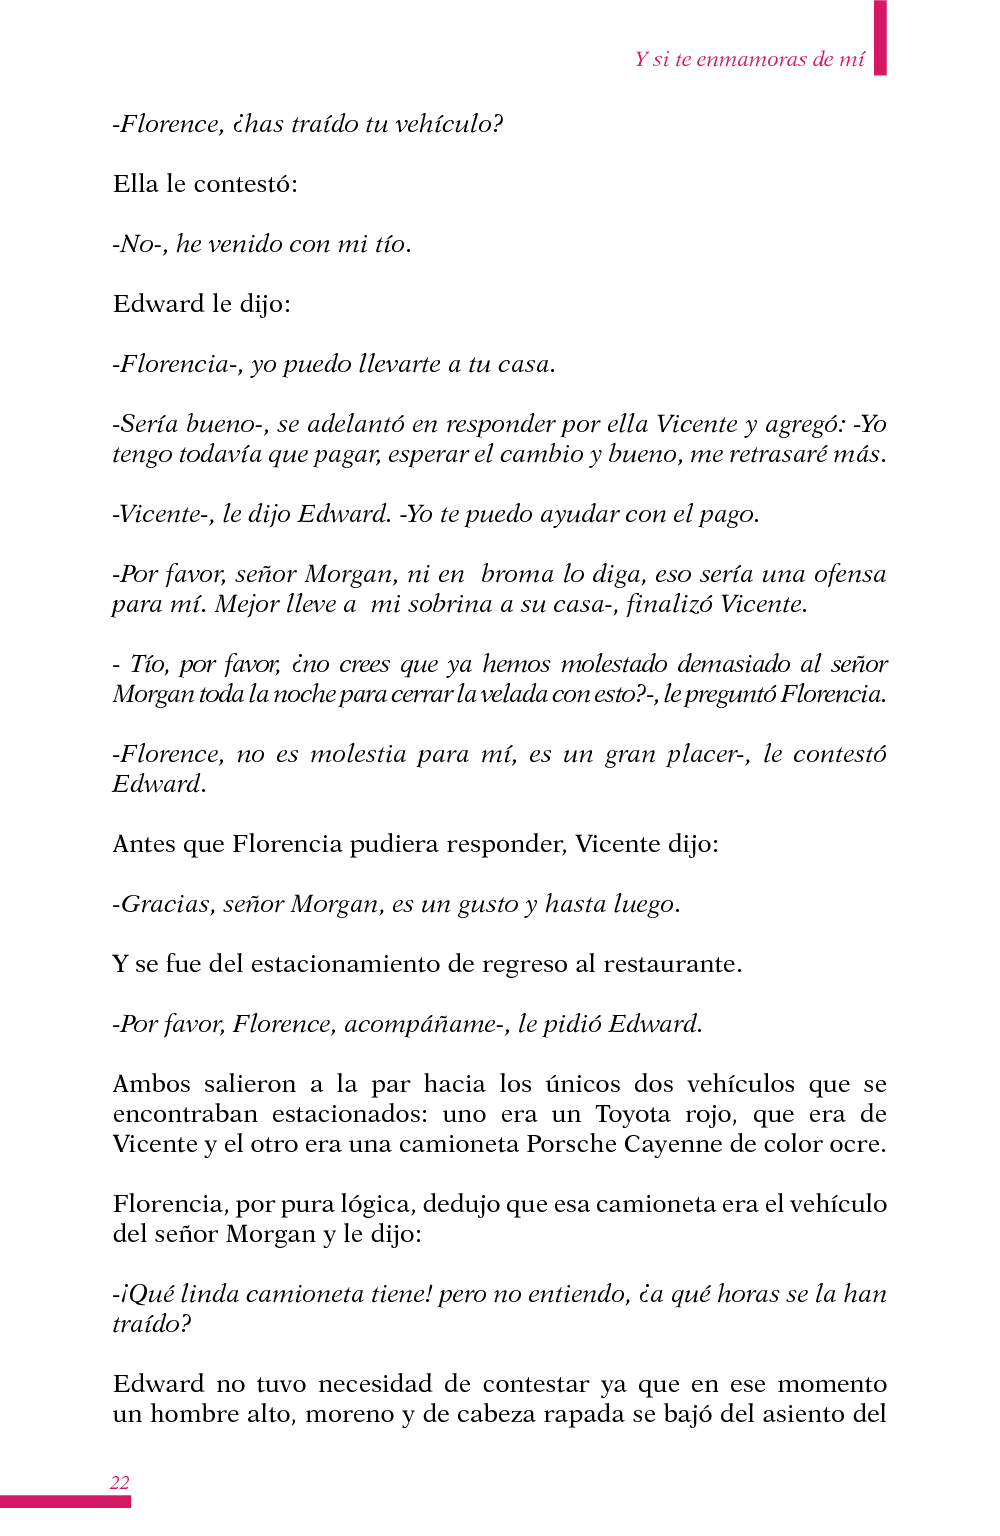 Y si te enmamoras de mí
-Florence, ¿has traído tu vehículo?
Ella le contestó:
-No-, he venido con mi tío.
Edward le dijo:
-Florencia-, yo puedo llevarte a tu casa.
-Sería bueno-, se adelantó en responder por ella Vicente y agregó: -Yo
tengo todavía que pagar, esperar el cambio y bueno, me retrasaré más.
-Vicente-, le dijo Edward. -Yo te puedo ayudar con el pago.
-Por favor, señor Morgan, ni en broma lo diga, eso sería una ofensa
para mí. Mejor lleve a mi sobrina a su casa-, finalizó Vicente.
- Tío, por favor, ¿no crees que ya hemos molestado demasiado al señor
Morgan toda la noche para cerrar la velada con esto?-, le preguntó Florencia.
-Florence, no es molestia para mí, es un gran placer-, le contestó
Edward.
Antes que Florencia pudiera responder, Vicente dijo:
-Gracias, señor Morgan, es un gusto y hasta luego.
Y se fue del estacionamiento de regreso al restaurante.
-Por favor, Florence, acompáñame-, le pidió Edward.
Ambos salieron a la par hacia los únicos dos vehículos que se
encontraban estacionados: uno era un Toyota rojo, que era de
Vicente y el otro era una camioneta Porsche Cayenne de color ocre.
Florencia, por pura lógica, dedujo que esa camioneta era el vehículo
del señor Morgan y le dijo:
-¡Qué linda camioneta tiene! pero no entiendo, ¿a qué horas se la han
traído?
Edward no tuvo necesidad de contestar ya que en ese momento
un hombre alto, moreno y de cabeza rapada se bajó del asiento del
22